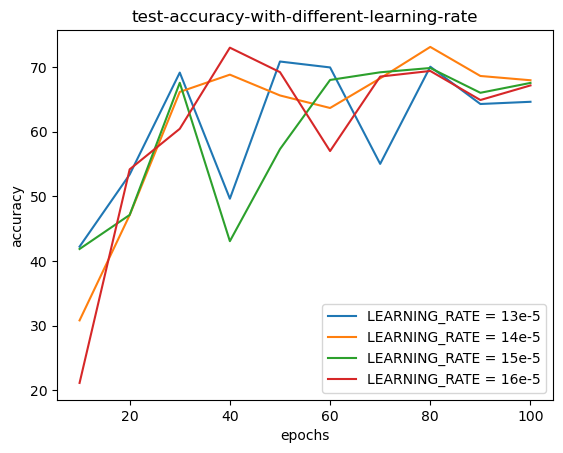 test-accuracy-with-different-learning-rate
70
60
50
40
30
20
accuracy
LEARNING_RATE = 13e-5
LEARNING_RATE = 14e-5
LEARNING_RATE = 15e-5
LEARNING_RATE = 16e-5
20 40 60 80 100
epochs